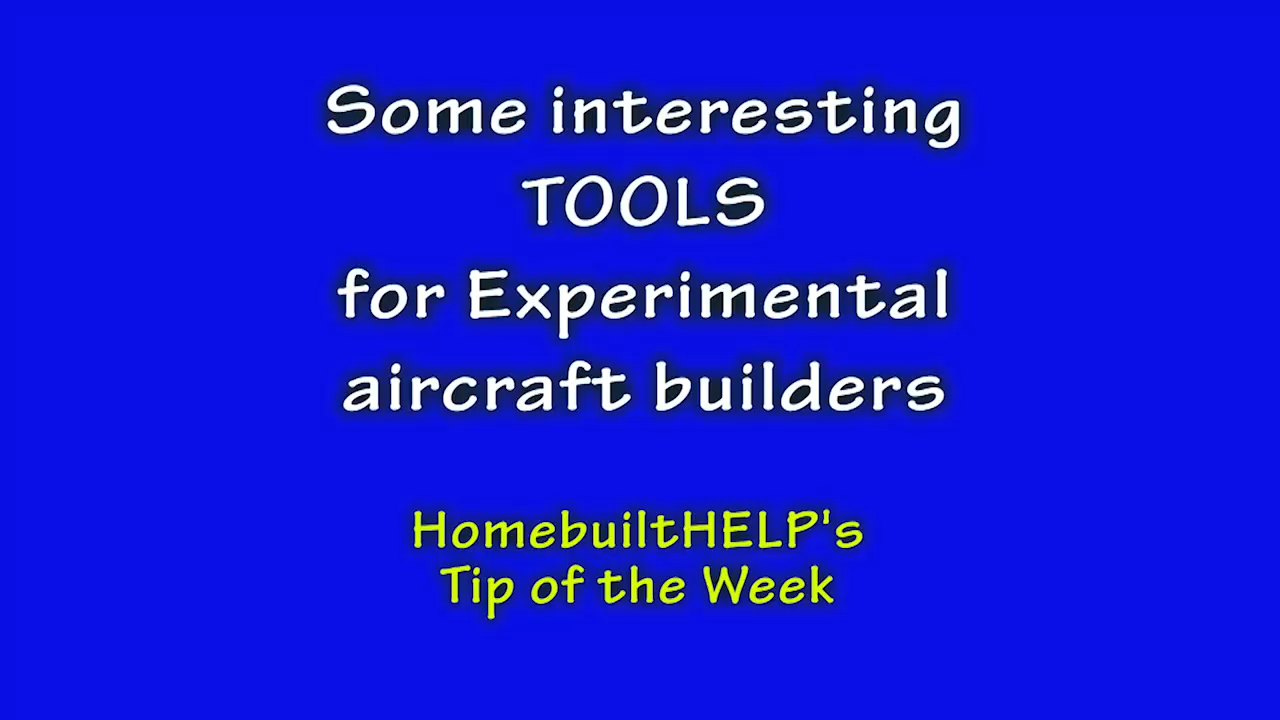 Some interesting
TOOLS
for Experimental
aircraft builders
HomebuiltHELP's
Tip of the Week